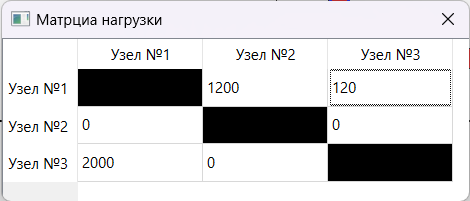 Матрциа нагрузки
Узел №1 Узел №2 Узел №3
Узел №1 1200 120
Узел №2 0 0
Узел №3 2000 0